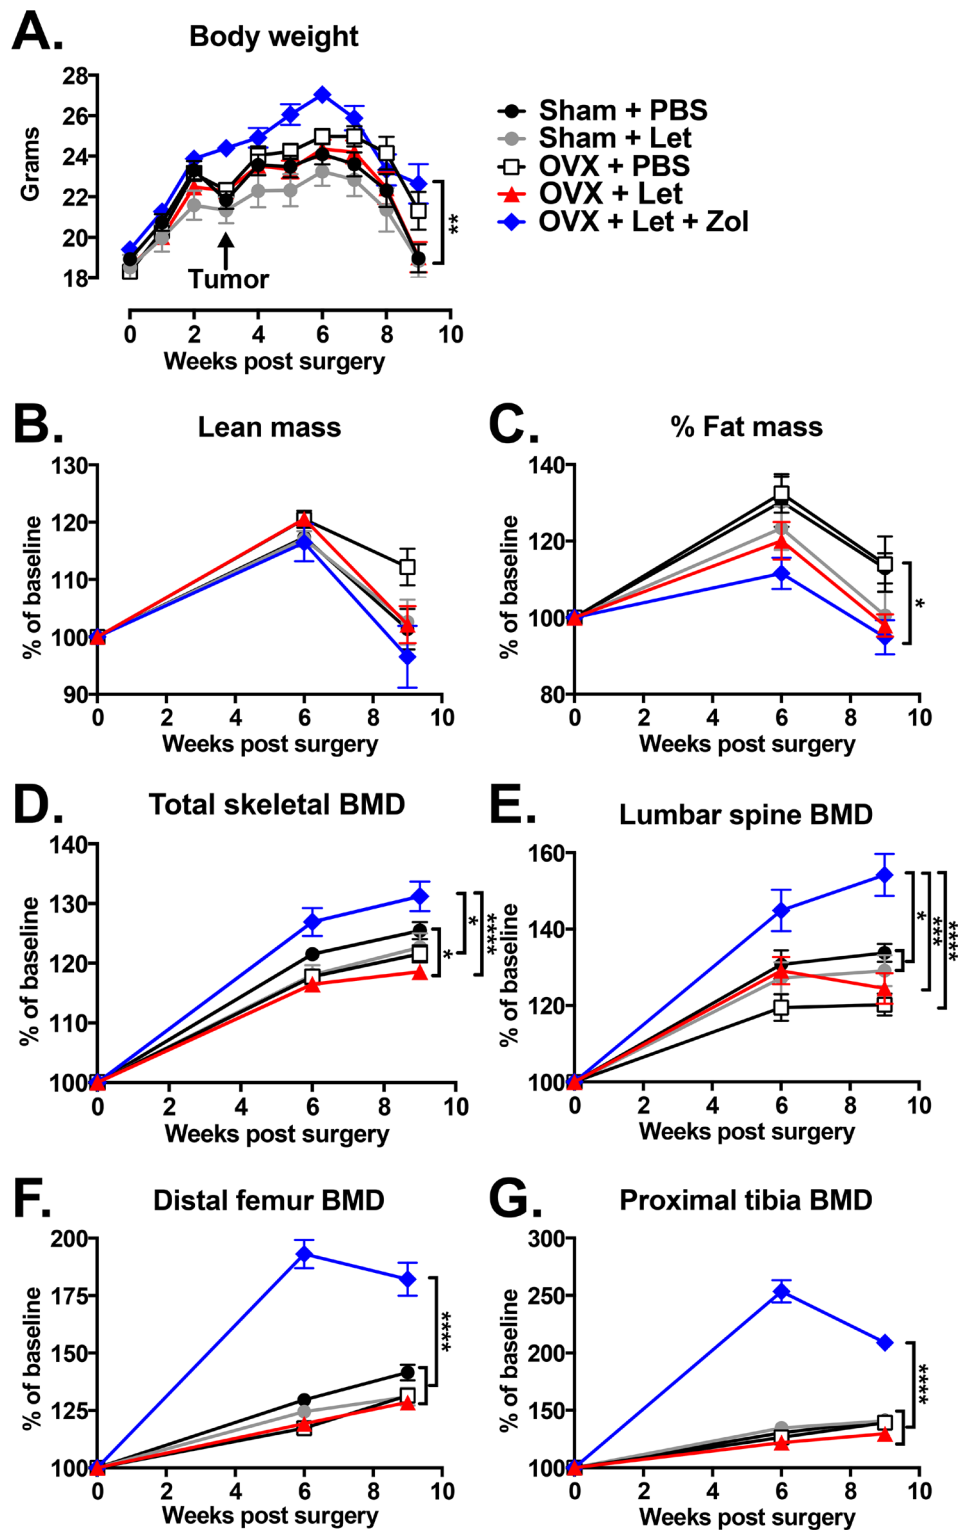 A.
Body weight
Grams
28
26
24
22
20
18
Tumor
**
0 2 4 6 8 10
Weeks post surgery
Sham + PBS
Sham + Let
OVX + PBS
OVX + Let
OVX + Let + Zol
B.
Lean mass
% of baseline
130
120
110
100
90
0 2 4 6 8 10
Weeks post surgery
C.
% Fat mass
% of baseline
140
120
100
80
*
0 2 4 6 8 10
Weeks post surgery
D.
Total skeletal BMD
% of baseline
140
130
120
110
100
*
*
****
0 2 4 6 8 10
Weeks post surgery
E.
Lumbar spine BMD
% of baseline
160
140
120
100
*
***
****
0 2 4 6 8 10
Weeks post surgery
F.
Distal femur BMD
% of baseline
200
175
150
125
100
****
0 2 4 6 8 10
Weeks post surgery
G.
Proximal tibia BMD
% of baseline
300
250
200
150
100
****
0 2 4 6 8 10
Weeks post surgery